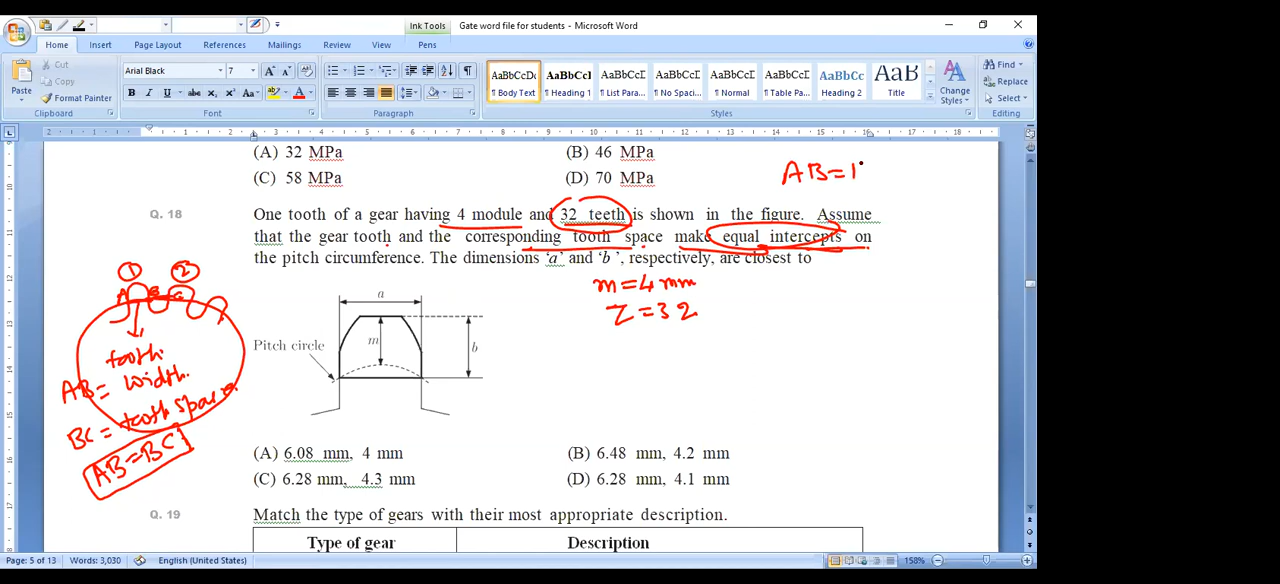 Ink Tools
Gate word file for students - Microsoft Word
Home Insert Page Layout References Mailings Review View Pens
Cut
Copy
Format Painter
Paste
Clipboard
Arial Black 7
Font
Paragraph
AaBbCcDc AaBbCcI AaBbCcI AaBbCcI AaBbCcI AaBbCcI AaBbCcI AaB
¶ Body Text ¶ Heading 1 ¶ List Para... ¶ No Spaci... ¶ Normal ¶ Table Pa... Heading 2 Title
Styles
Change Styles
Find
Replace
Select
Editing
(A) 32 MPa (B) 46 MPa
(C) 58 MPa (D) 70 MPa
AB=1
Q. 18 One tooth of a gear having 4 module and 32 teeth is shown in the figure. Assume
that the gear tooth and the corresponding tooth space make equal intercepts on
the pitch circumference. The dimensions 'a' and 'b', respectively, are closest to
m=4 mm
Z=32
1 2
A B C
tooth
AB= width.
BC= tooth space
AB=BC
a
m
b
Pitch circle
(A) 6.08 mm, 4 mm (B) 6.48 mm, 4.2 mm
(C) 6.28 mm, 4.3 mm (D) 6.28 mm, 4.1 mm
Q. 19 Match the type of gears with their most appropriate description.
Type of gear Description
Page: 5 of 13 Words: 3,030 English (United States) 158%